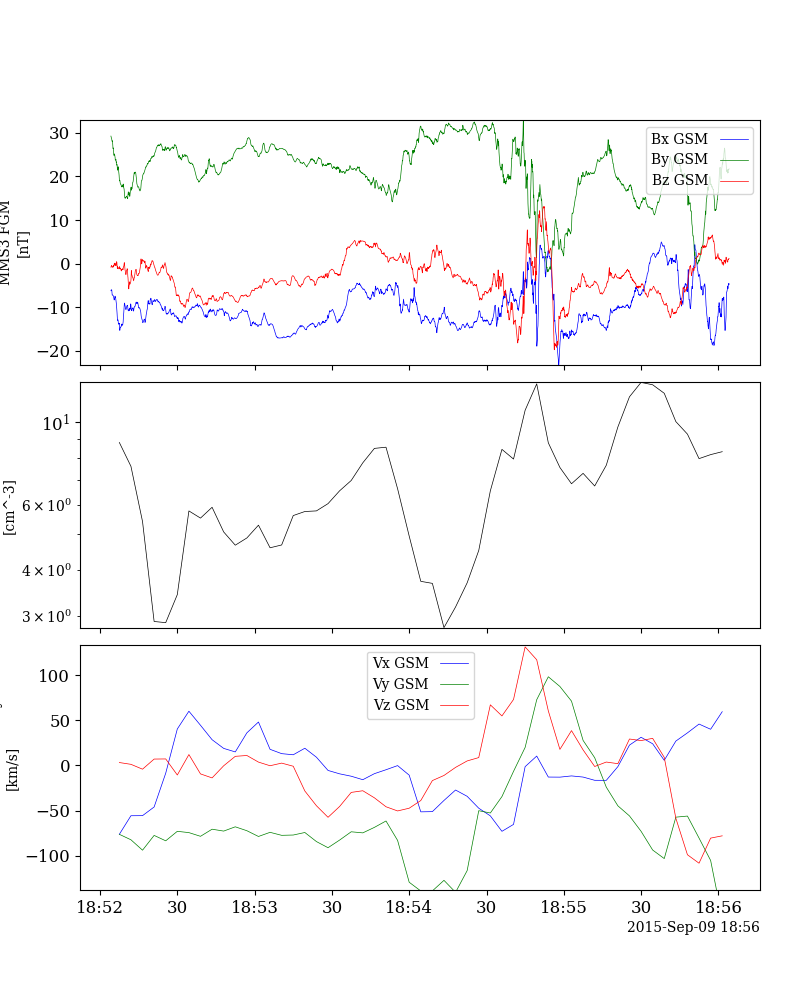 30
20
10
0
−10
−20
MMS3 FGM
[nT]
Bx GSM
By GSM
Bz GSM
10¹
6 × 10⁰
4 × 10⁰
3 × 10⁰
[cm^-3]
100
50
0
−50
−100
[km/s]
Vx GSM
Vy GSM
Vz GSM
18:52 30 18:53 30 18:54 30 18:55 30 18:56
2015-Sep-09 18:56